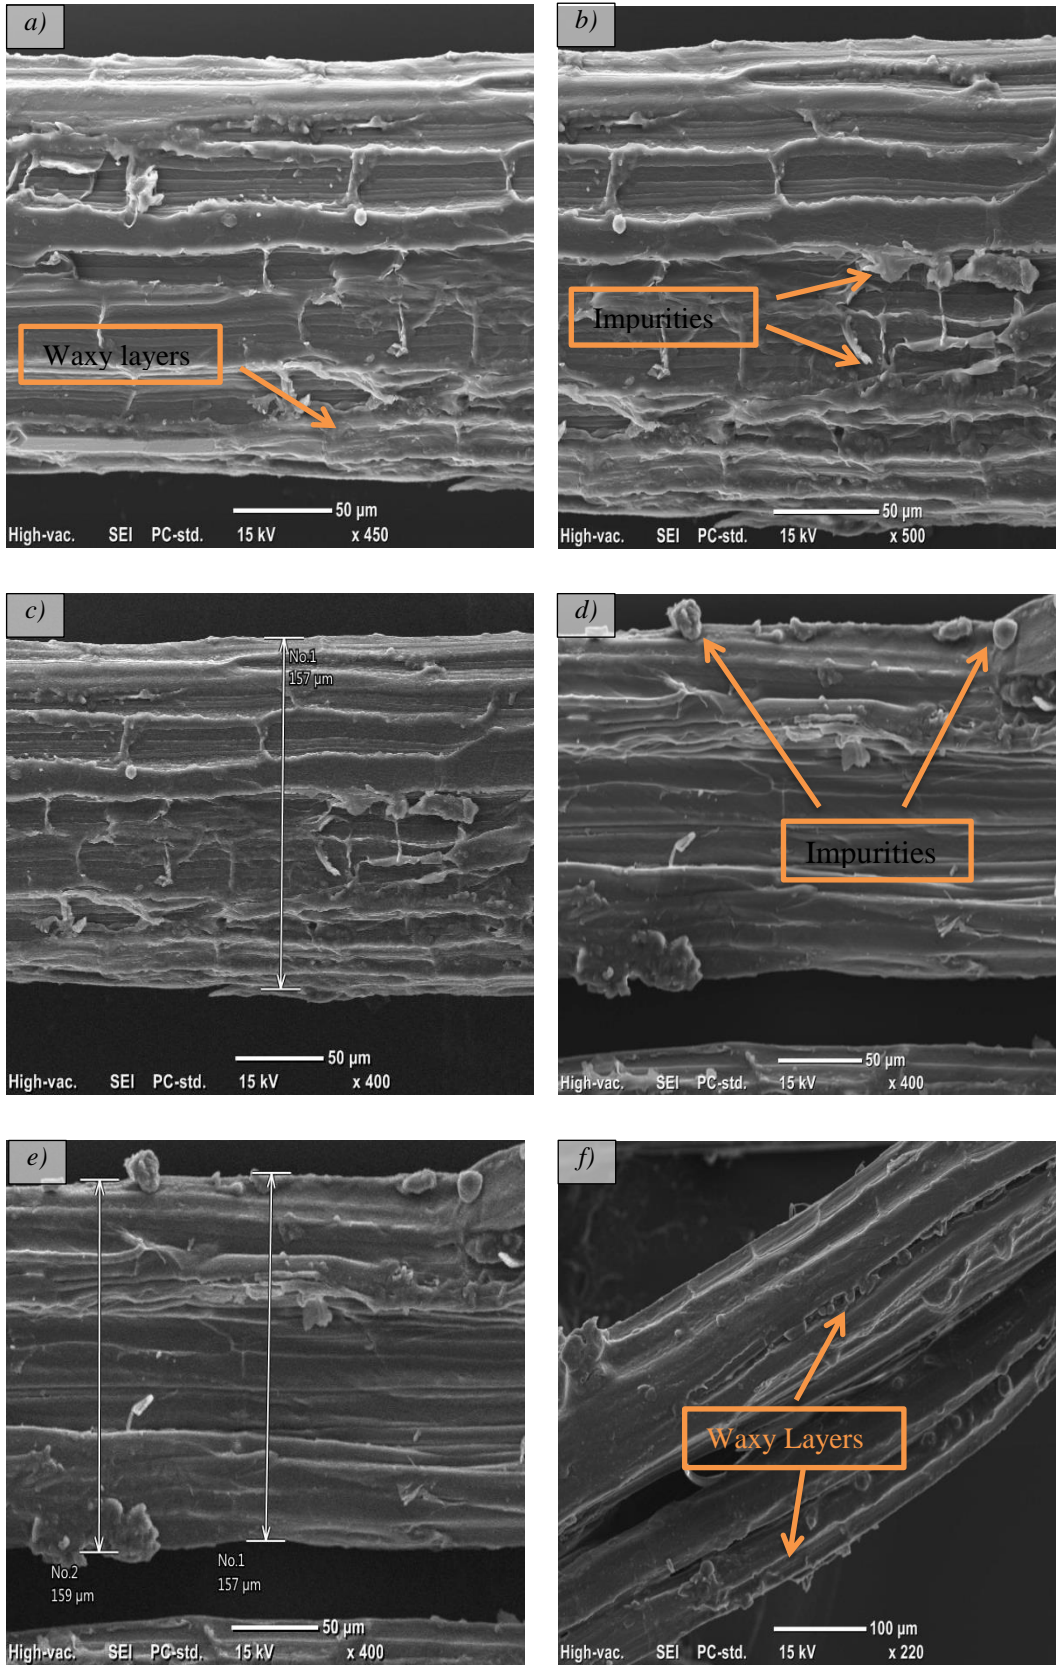 a)
Waxy layers
50 µm
High-vac. SEI PC-std. 15 kV x 450
b)
Impurities
50 µm
High-vac. SEI PC-std. 15 kV x 500
c)
No.1
157 µm
50 µm
High-vac. SEI PC-std. 15 kV x 400
d)
Impurities
50 µm
High-vac. SEI PC-std. 15 kV x 400
e)
No.2
159 µm
No.1
157 µm
50 µm
High-vac. SEI PC-std. 15 kV x 400
f)
Waxy Layers
100 µm
High-vac. SEI PC-std. 15 kV x 220